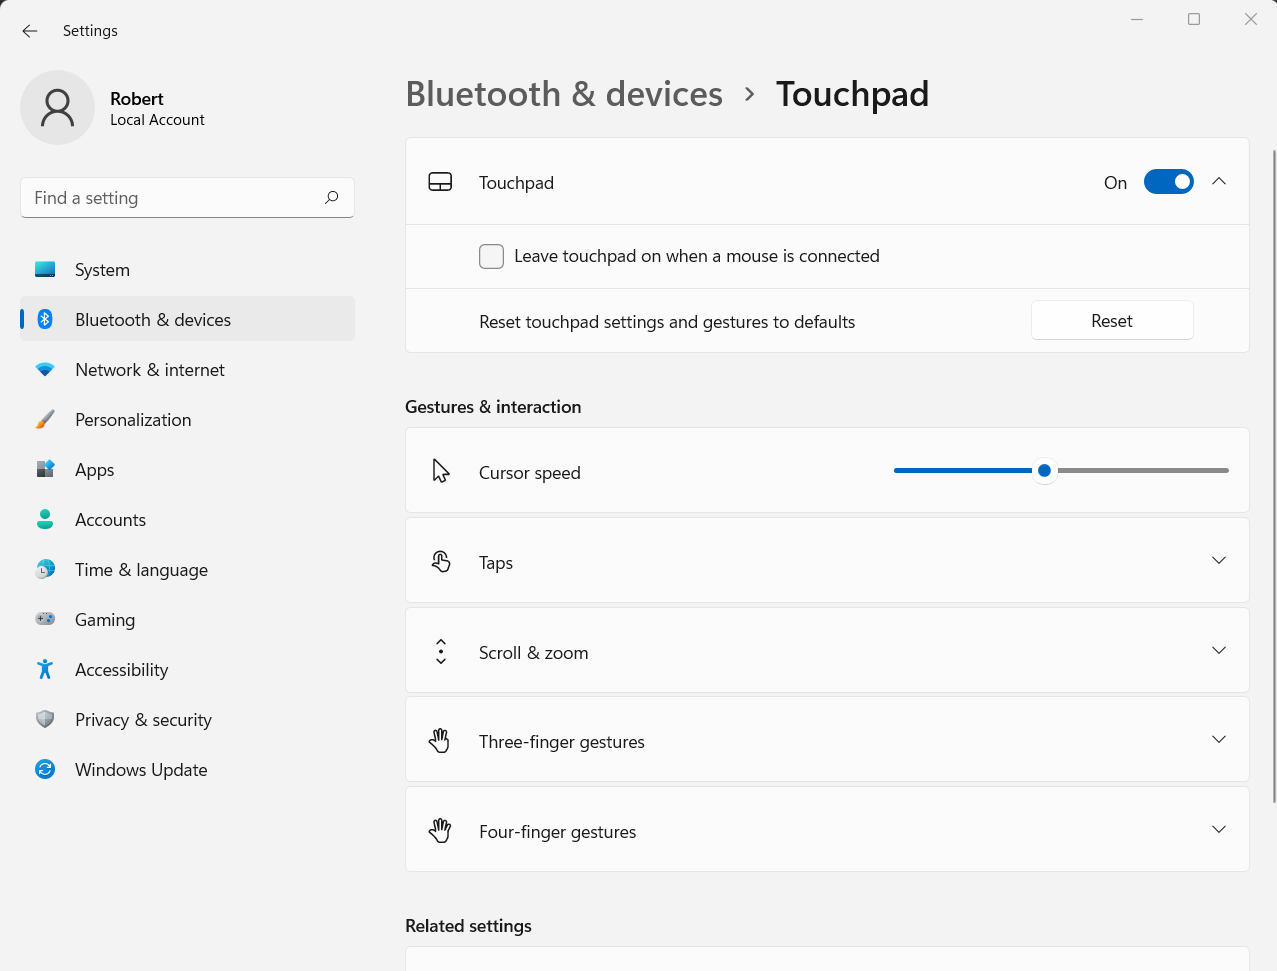 Settings
Robert
Local Account
Find a setting
System
Bluetooth & devices
Network & internet
Personalization
Apps
Accounts
Time & language
Gaming
Accessibility
Privacy & security
Windows Update
Bluetooth & devices › Touchpad
Touchpad On
Leave touchpad on when a mouse is connected
Reset touchpad settings and gestures to defaults Reset
Gestures & interaction
Cursor speed
Taps
Scroll & zoom
Three-finger gestures
Four-finger gestures
Related settings